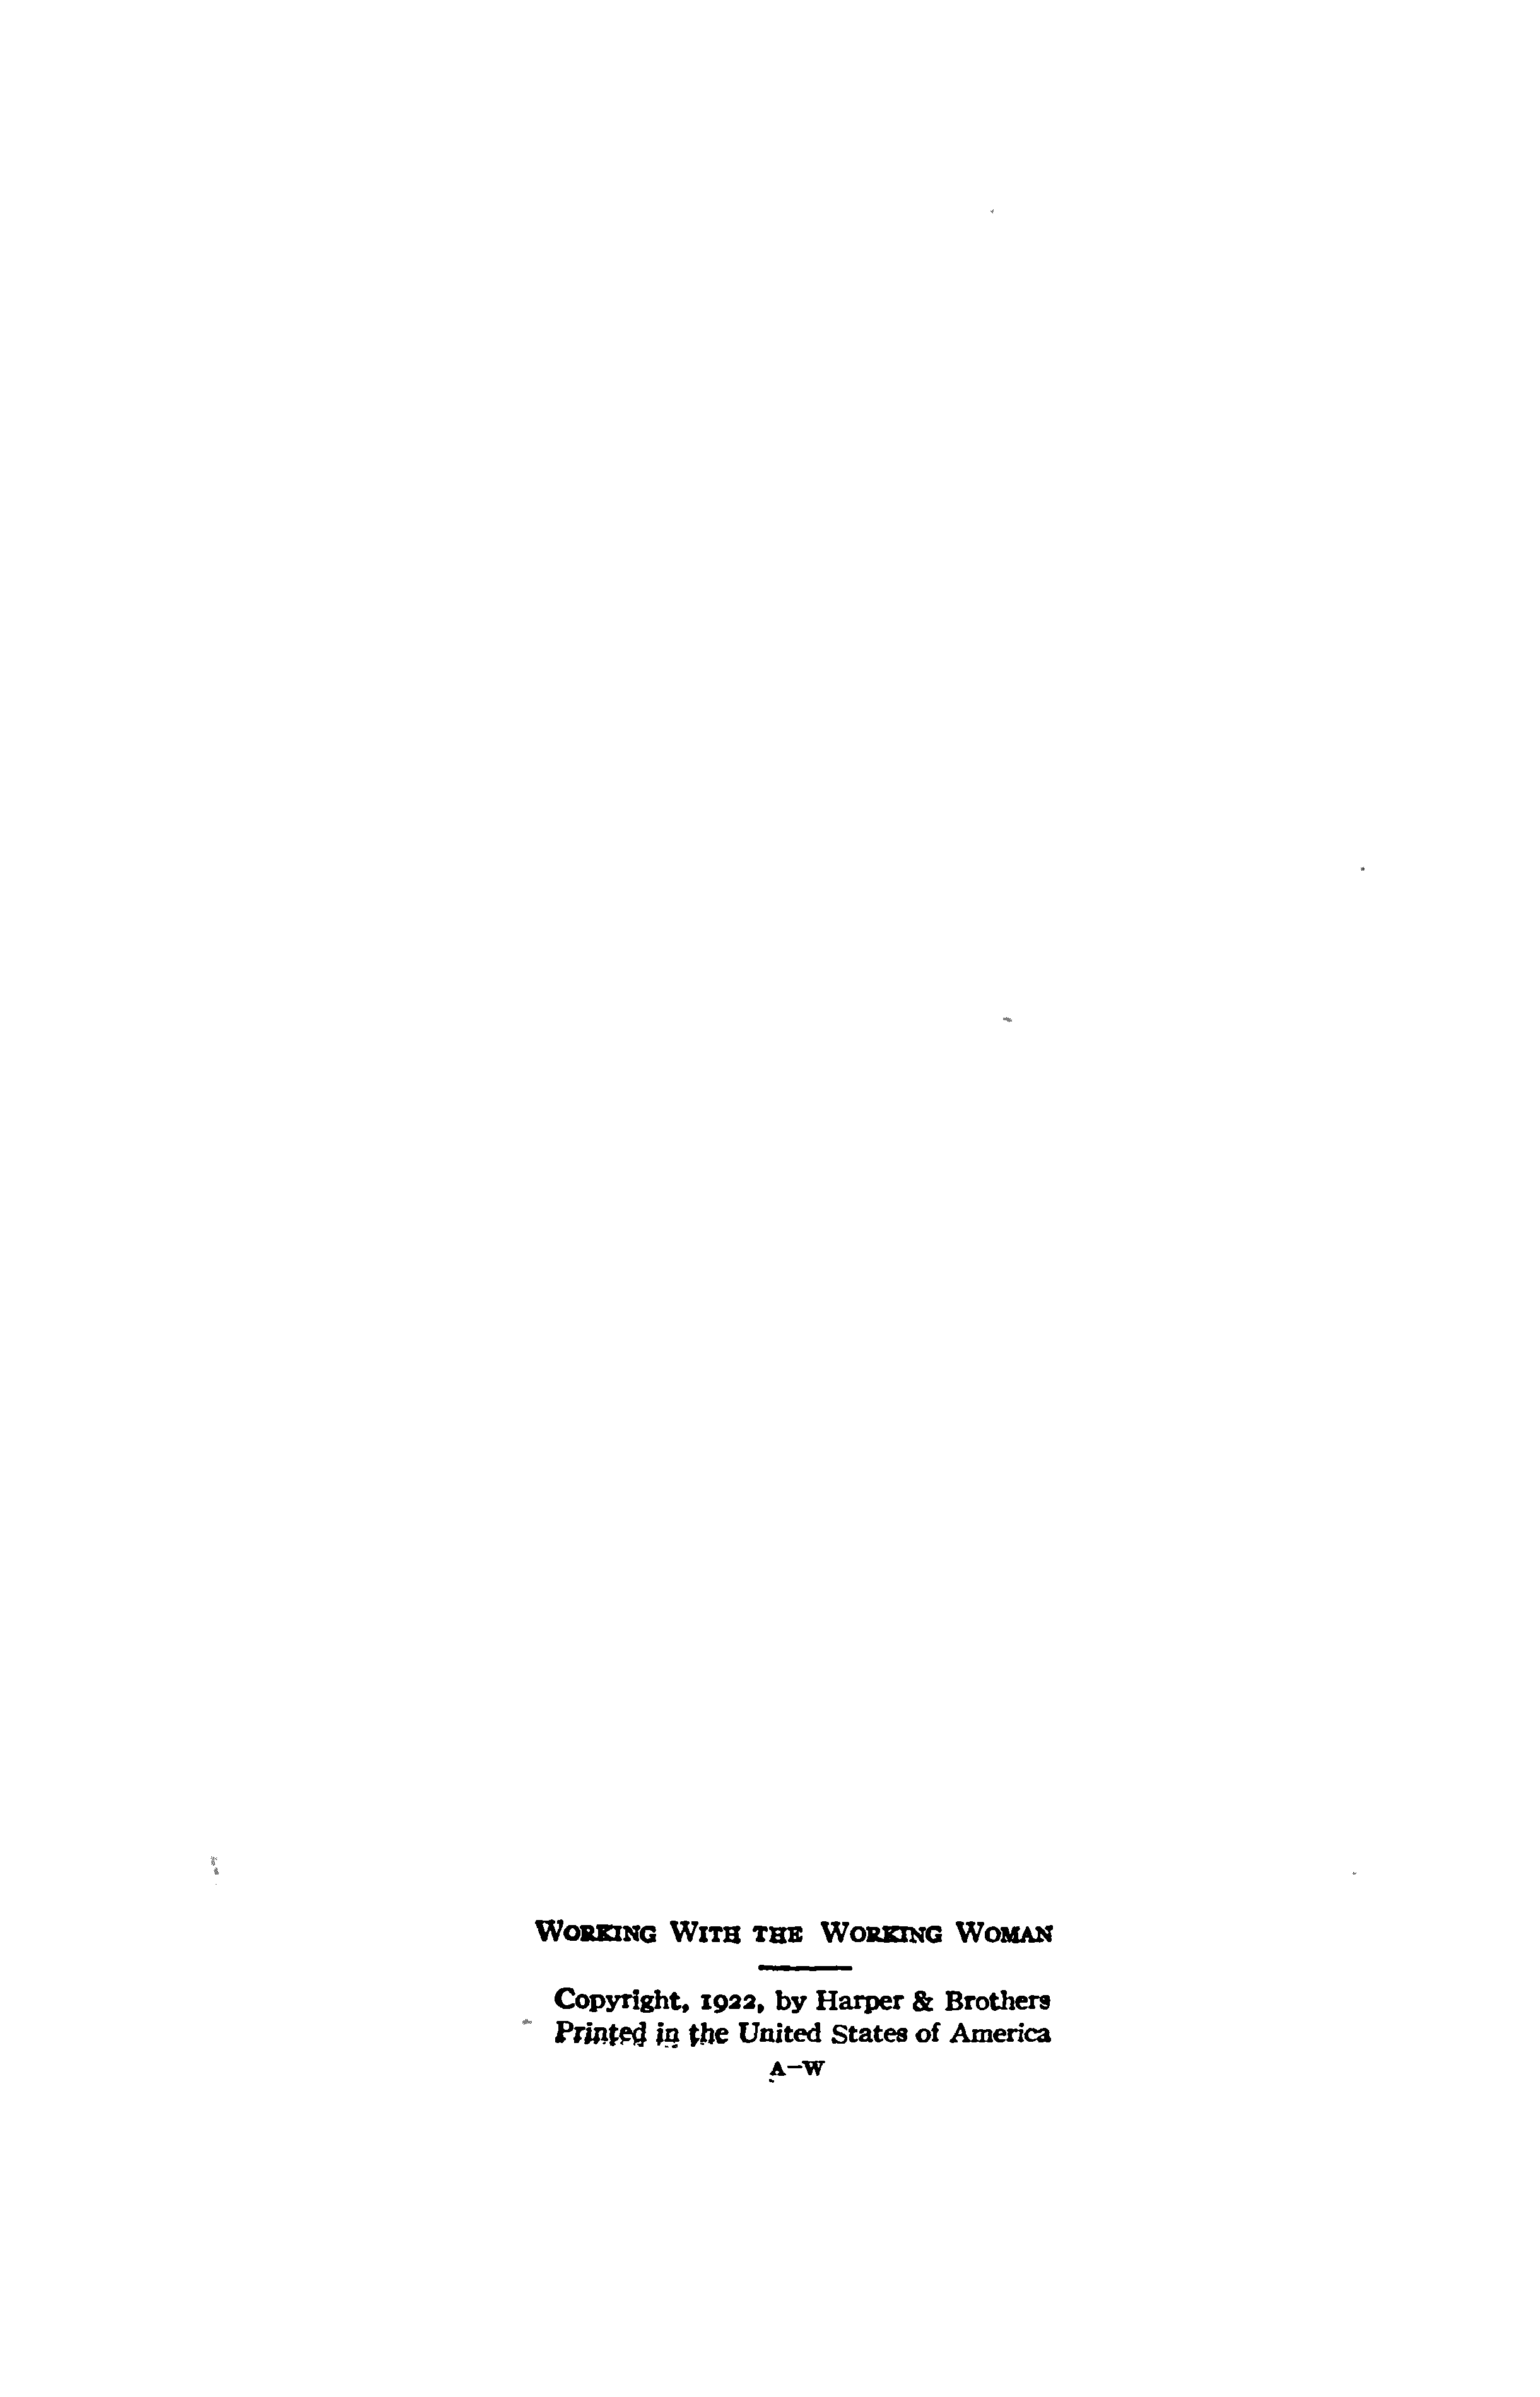 Working With the Working Woman
Copyright, 1922, by Harper & Brothers
Printed in the United States of America
A–W